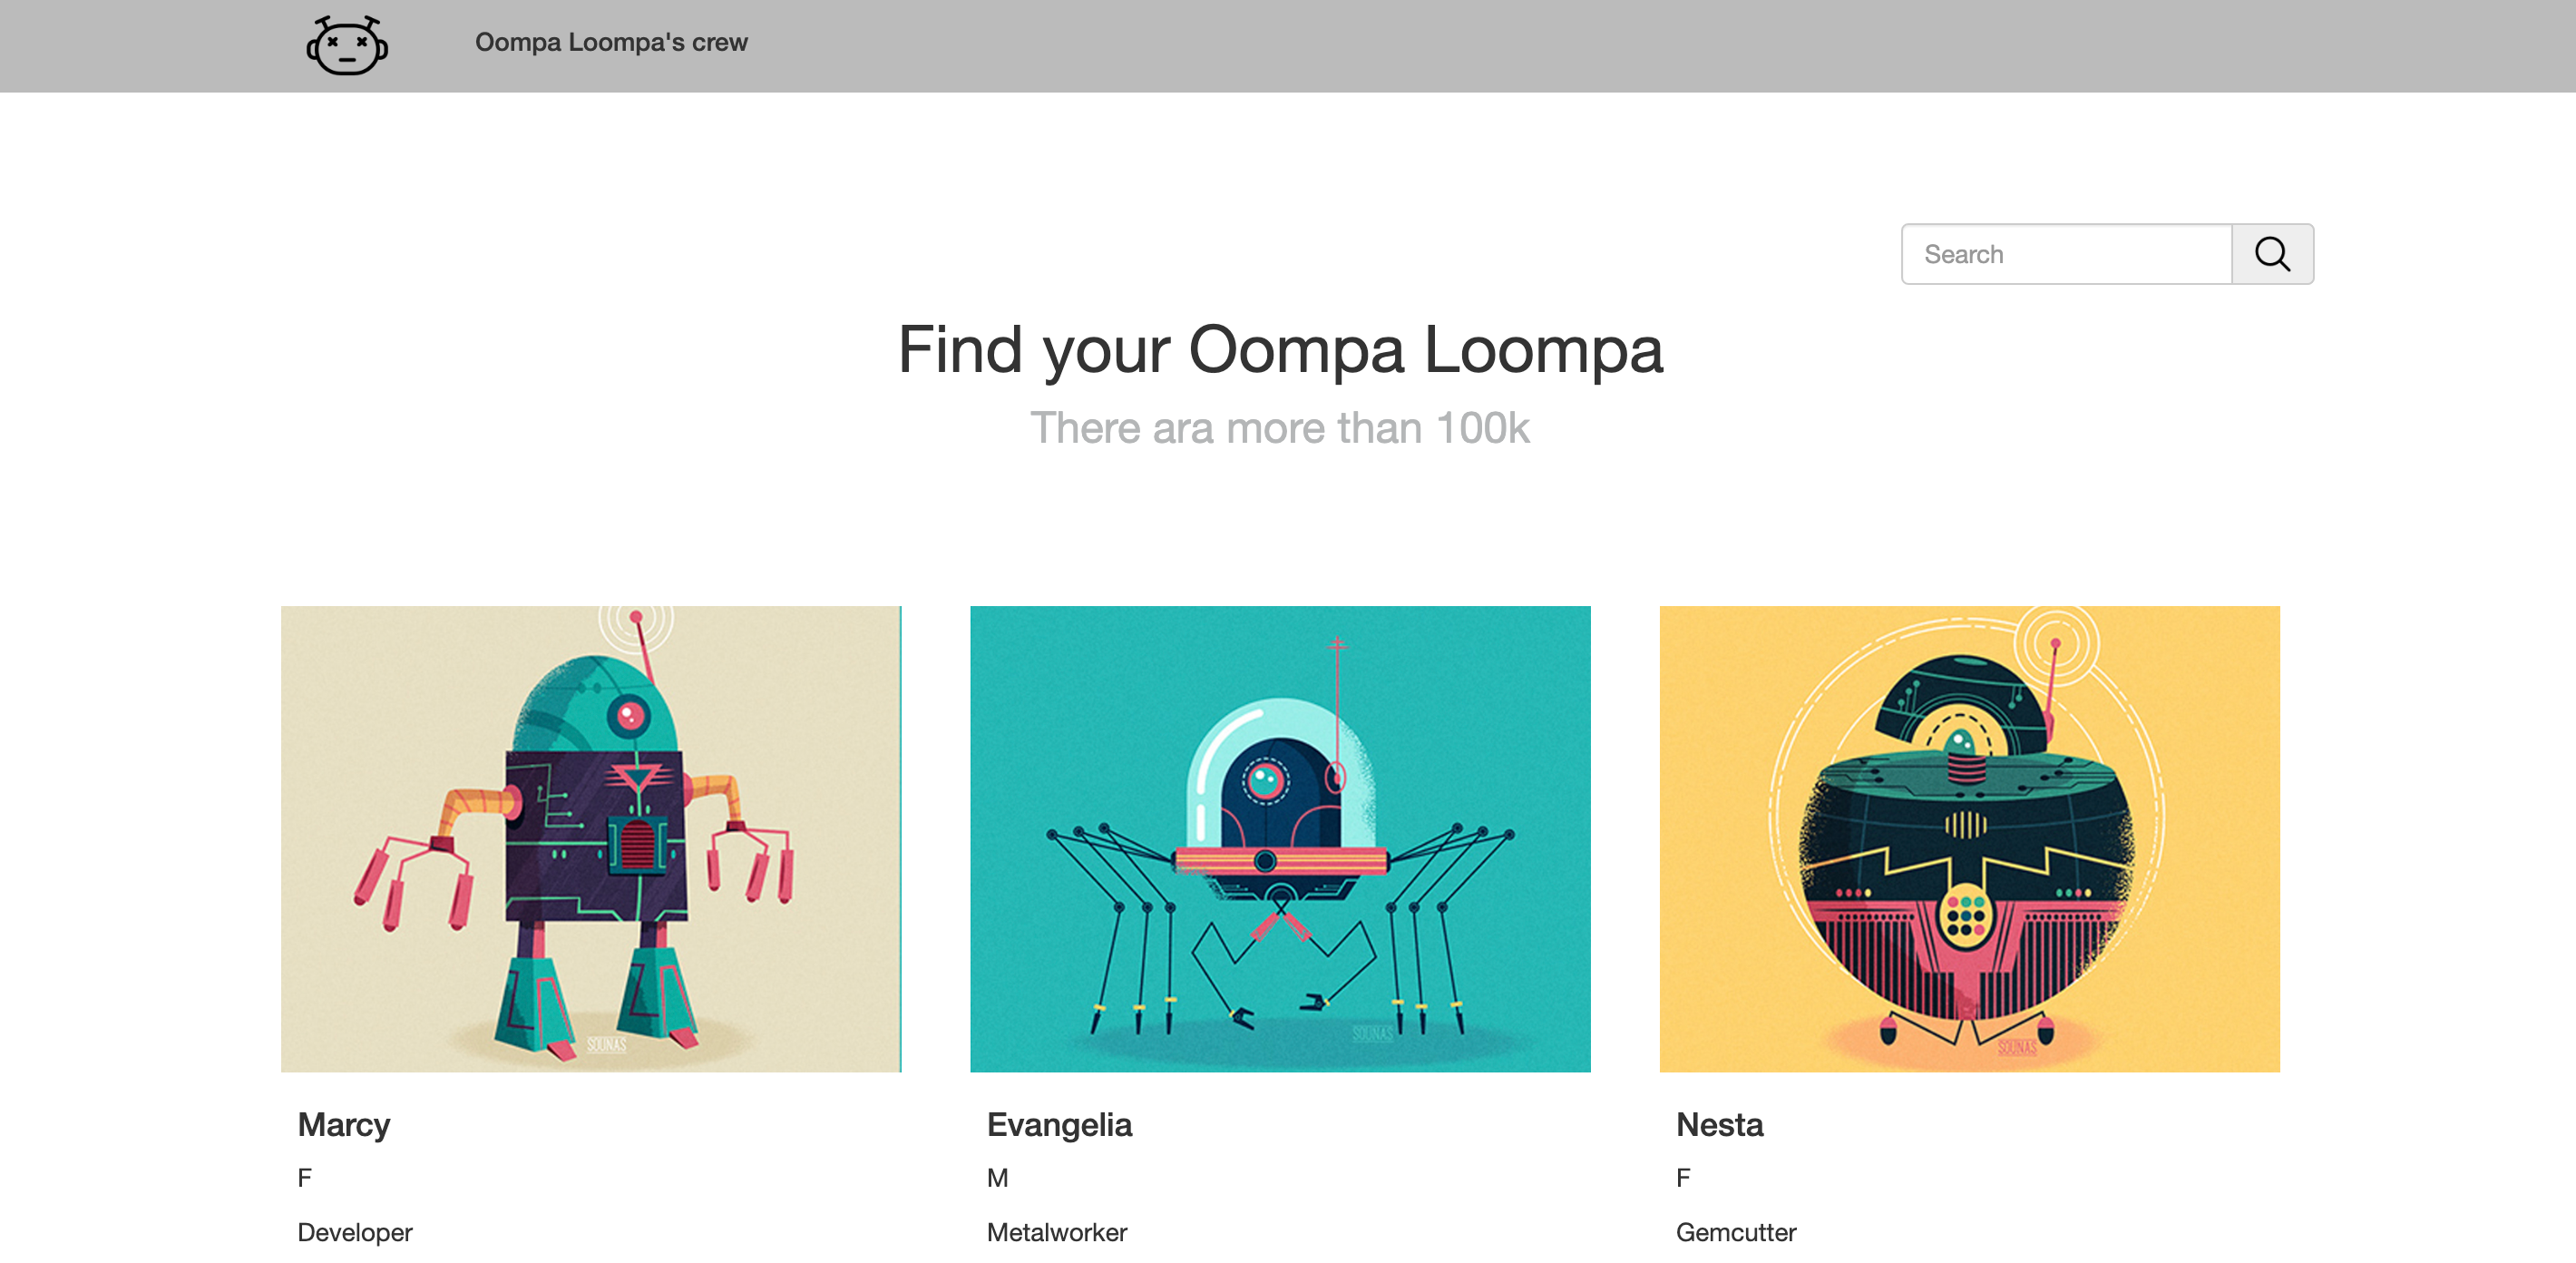 Oompa Loompa's crew
Search
Find your Oompa Loompa
There ara more than 100k
SOUNAS
SOUNAS
SOUNAS
Marcy
Evangelia
Nesta
F
M
F
Developer
Metalworker
Gemcutter